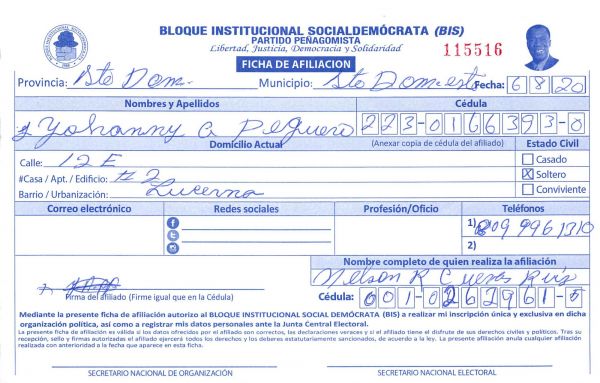 BLOQUE INSTITUCIONAL SOCIALDEMÓCRATA (BIS)
PARTIDO PEÑAGOMISTA
Libertad, Justicia, Democracia y Solidaridad
115516
FICHA DE AFILIACION
Provincia: Sto Dom. Municipio: Sto Dom este Fecha: 6 8 20
Nombres y Apellidos Cédula
Yohanny a Peguero 223-0166393-0
Domicilio Actual (Anexar copia de cédula del afiliado) Estado Civil
Calle: 12 E Casado
#Casa / Apt. / Edificio: #2 X Soltero
Barrio / Urbanización: Lucerna Conviviente
Correo electrónico Redes sociales Profesión/Oficio Teléfonos
1) 809 996 1310
2)
Nombre completo de quien realiza la afiliación
Nelson R Cuevas Ruiz
Firma del afiliado (Firme igual que en la Cédula) Cédula: 001-0262961-5
Mediante la presente ficha de afiliación autorizo al BLOQUE INSTITUCIONAL SOCIAL DEMÓCRATA (BIS) a realizar mi inscripción única y exclusiva en dicha
organización política, así como a registrar mis datos personales ante la Junta Central Electoral.
La presente ficha de afiliación es válida si los datos ofrecidos por el afiliado son correctos, las declaraciones veraces y si el afiliado tiene el disfrute de sus derechos civiles y políticos. Tras su
recepción, sello y firmas autorizadas el afiliado ejercerá todos los derechos y los deberes estatutariamente sancionados, de acuerdo a la ley. La presente afiliación anula cualquier afiliación
realizada con anterioridad a la fecha que aparece en esta ficha.
SECRETARIO NACIONAL DE ORGANIZACIÓN SECRETARIO NACIONAL ELECTORAL